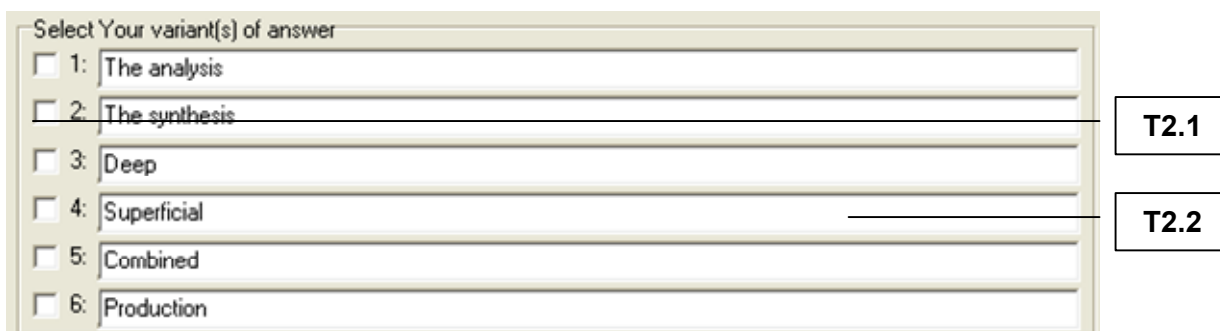 Select Your variant(s) of answer
1: The analysis
2: The synthesis
T2.1
3: Deep
4: Superficial
T2.2
5: Combined
6: Production